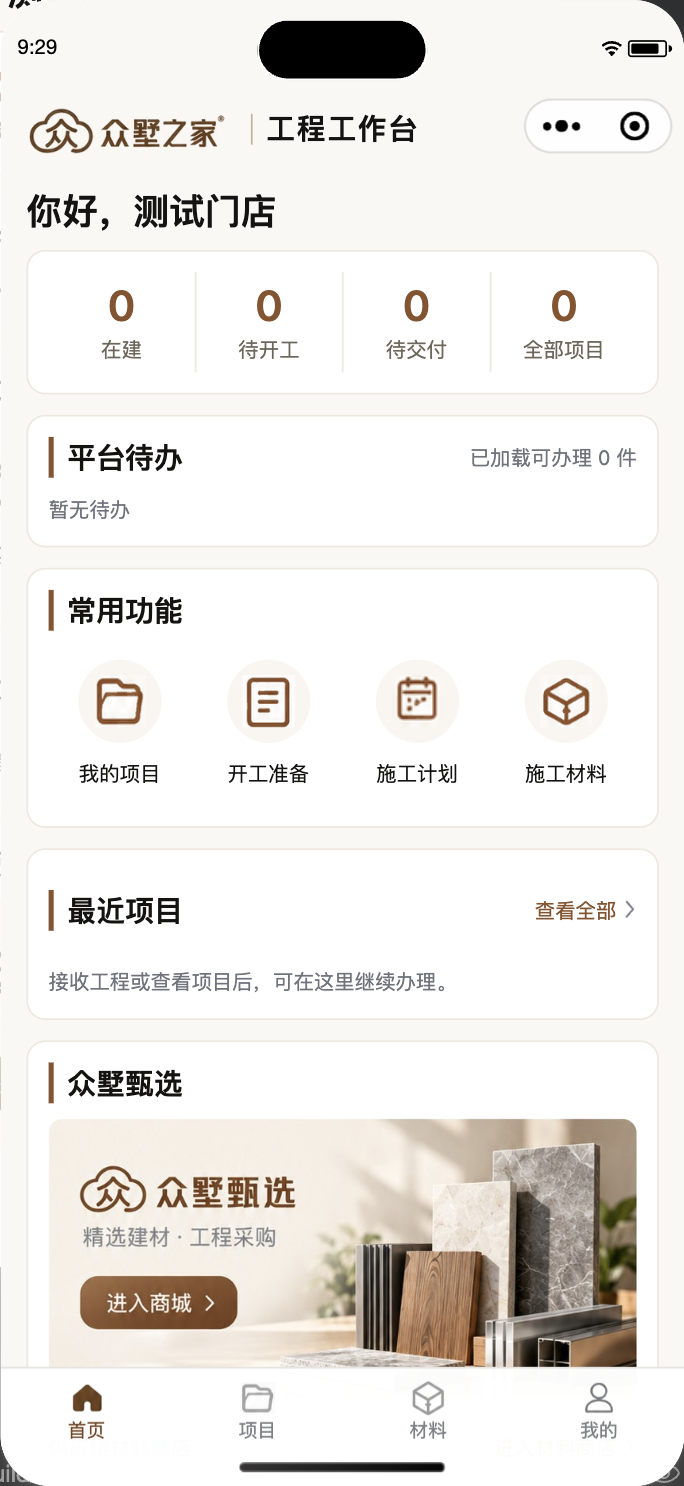 9:29
众墅之家® 工程工作台
你好，测试门店
0 0 0 0
在建 待开工 待交付 全部项目
平台待办 已加载可办理 0 件
暂无待办
常用功能
我的项目 开工准备 施工计划 施工材料
最近项目 查看全部
接收工程或查看项目后，可在这里继续办理。
众墅甄选
众 众墅甄选
精选建材 · 工程采购
进入商城
首页 项目 材料 我的